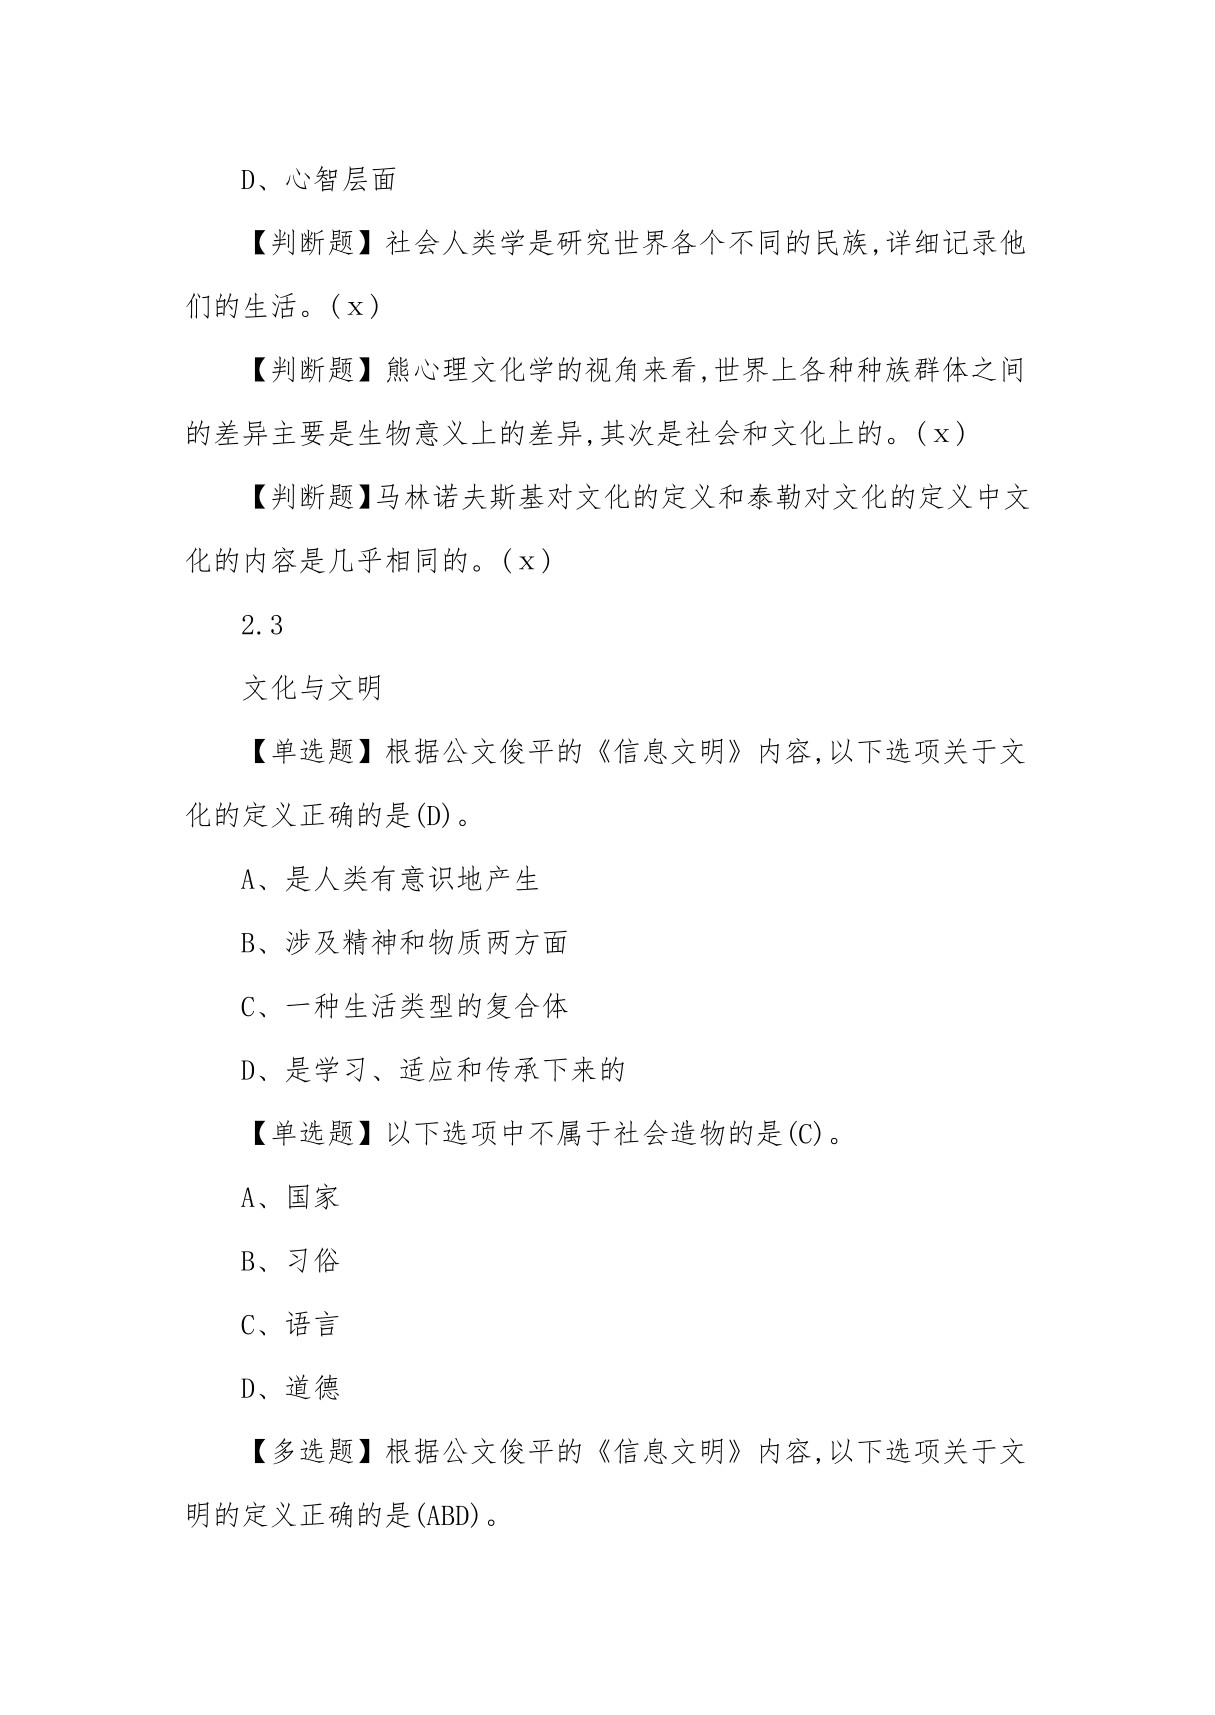 D、心智层面
【判断题】社会人类学是研究世界各个不同的民族,详细记录他
们的生活。(x)
【判断题】熊心理文化学的视角来看,世界上各种种族群体之间
的差异主要是生物意义上的差异,其次是社会和文化上的。(x)
【判断题】马林诺夫斯基对文化的定义和泰勒对文化的定义中文
化的内容是几乎相同的。(x)
2.3
文化与文明
【单选题】根据公文俊平的《信息文明》内容,以下选项关于文
化的定义正确的是(D)。
A、是人类有意识地产生
B、涉及精神和物质两方面
C、一种生活类型的复合体
D、是学习、适应和传承下来的
【单选题】以下选项中不属于社会造物的是(C)。
A、国家
B、习俗
C、语言
D、道德
【多选题】根据公文俊平的《信息文明》内容,以下选项关于文
明的定义正确的是(ABD)。